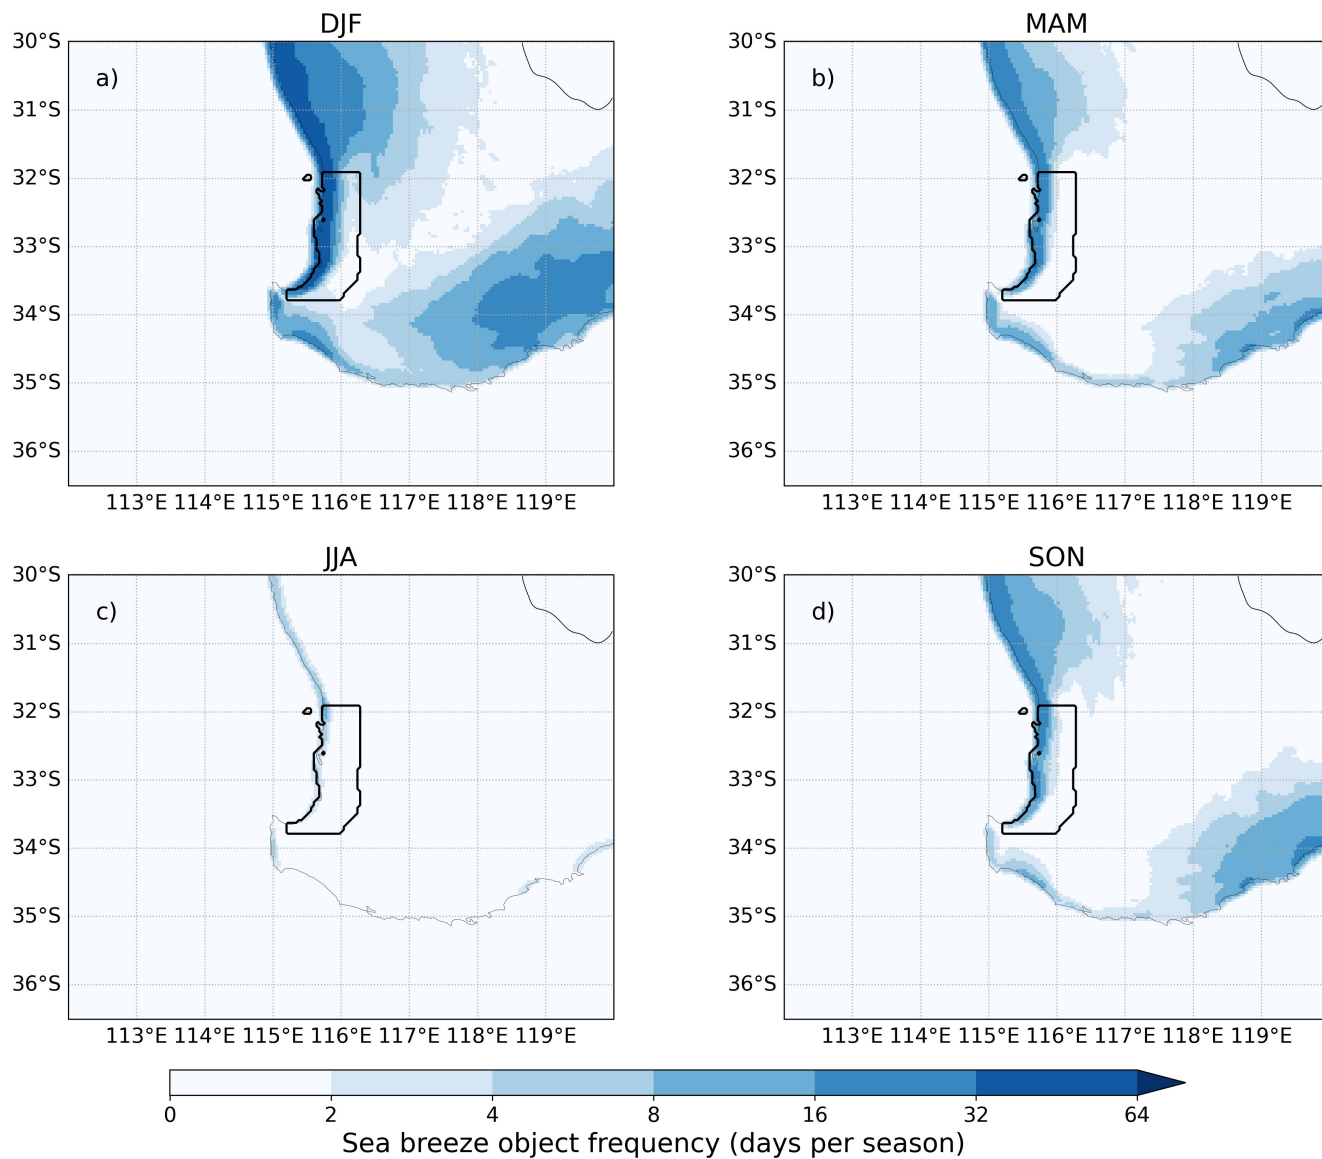 DJF
MAM
30°S
31°S
32°S
33°S
34°S
35°S
36°S
a)
113°E 114°E 115°E 116°E 117°E 118°E 119°E
30°S
31°S
32°S
33°S
34°S
35°S
36°S
b)
113°E 114°E 115°E 116°E 117°E 118°E 119°E
JJA
SON
30°S
31°S
32°S
33°S
34°S
35°S
36°S
c)
113°E 114°E 115°E 116°E 117°E 118°E 119°E
30°S
31°S
32°S
33°S
34°S
35°S
36°S
d)
113°E 114°E 115°E 116°E 117°E 118°E 119°E
0 2 4 8 16 32 64
Sea breeze object frequency (days per season)